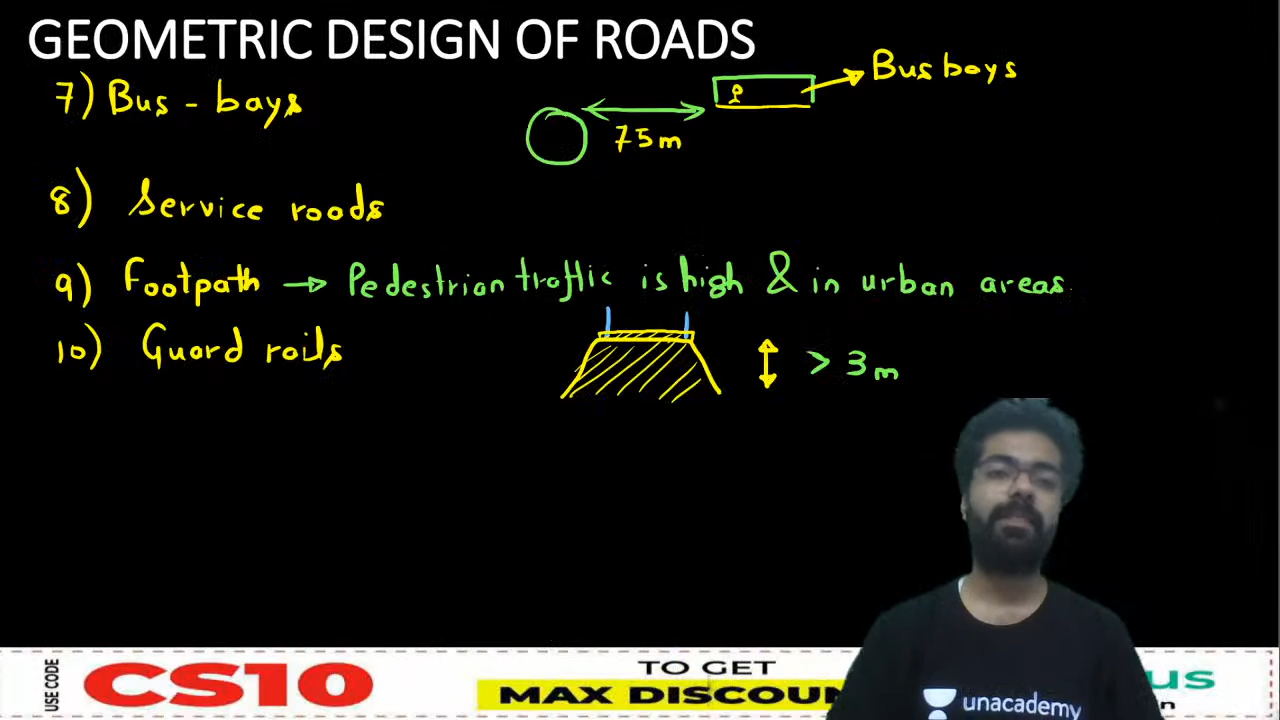 GEOMETRIC DESIGN OF ROADS
7) Bus - bays
Bus bays
75m
8) Service roads
9) Footpath → Pedestrian traffic is high & in urban areas
10) Guard rails
> 3m
USE CODE
CS10
TO GET
MAX DISCOUN
us
n
unacademy